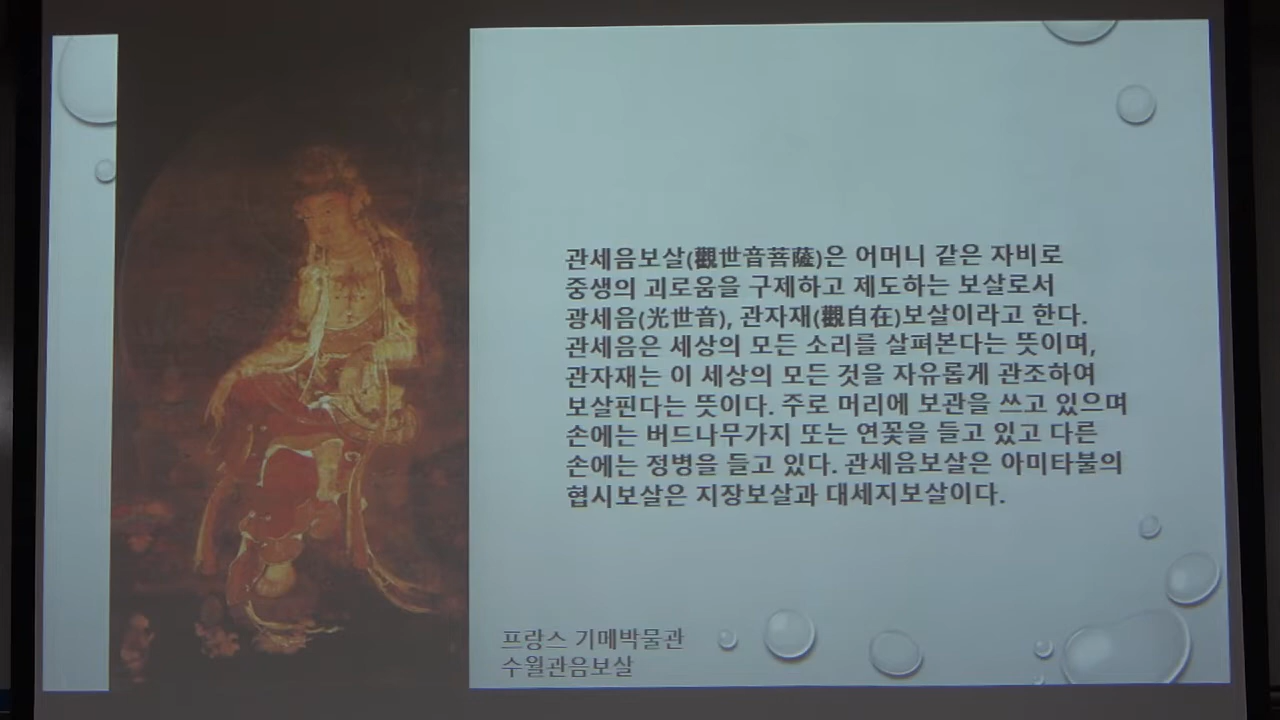 관세음보살(觀世音菩薩)은 어머니 같은 자비로
중생의 괴로움을 구제하고 제도하는 보살로서
광세음(光世音), 관자재(觀自在)보살이라고 한다.
관세음은 세상의 모든 소리를 살펴본다는 뜻이며,
관자재는 이 세상의 모든 것을 자유롭게 관조하여
보살핀다는 뜻이다. 주로 머리에 보관을 쓰고 있으며
손에는 버드나무가지 또는 연꽃을 들고 있고 다른
손에는 정병을 들고 있다. 관세음보살은 아미타불의
협시보살은 지장보살과 대세지보살이다.
프랑스 기메박물관
수월관음보살